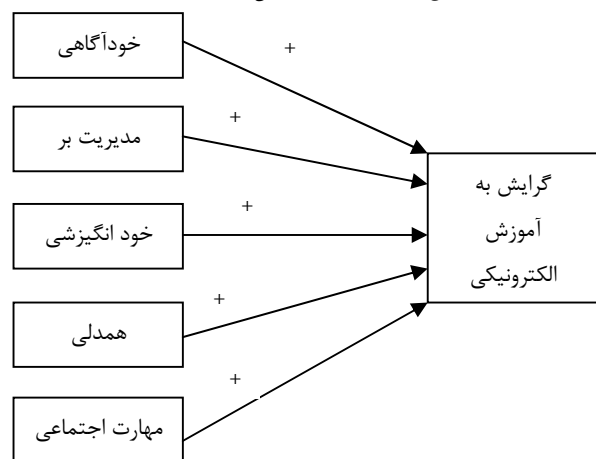 خودآگاهی
+
مدیریت بر
+
خود انگیزشی
+
همدلی
+
مهارت اجتماعی
+
گرایش به
آموزش
الکترونیکی